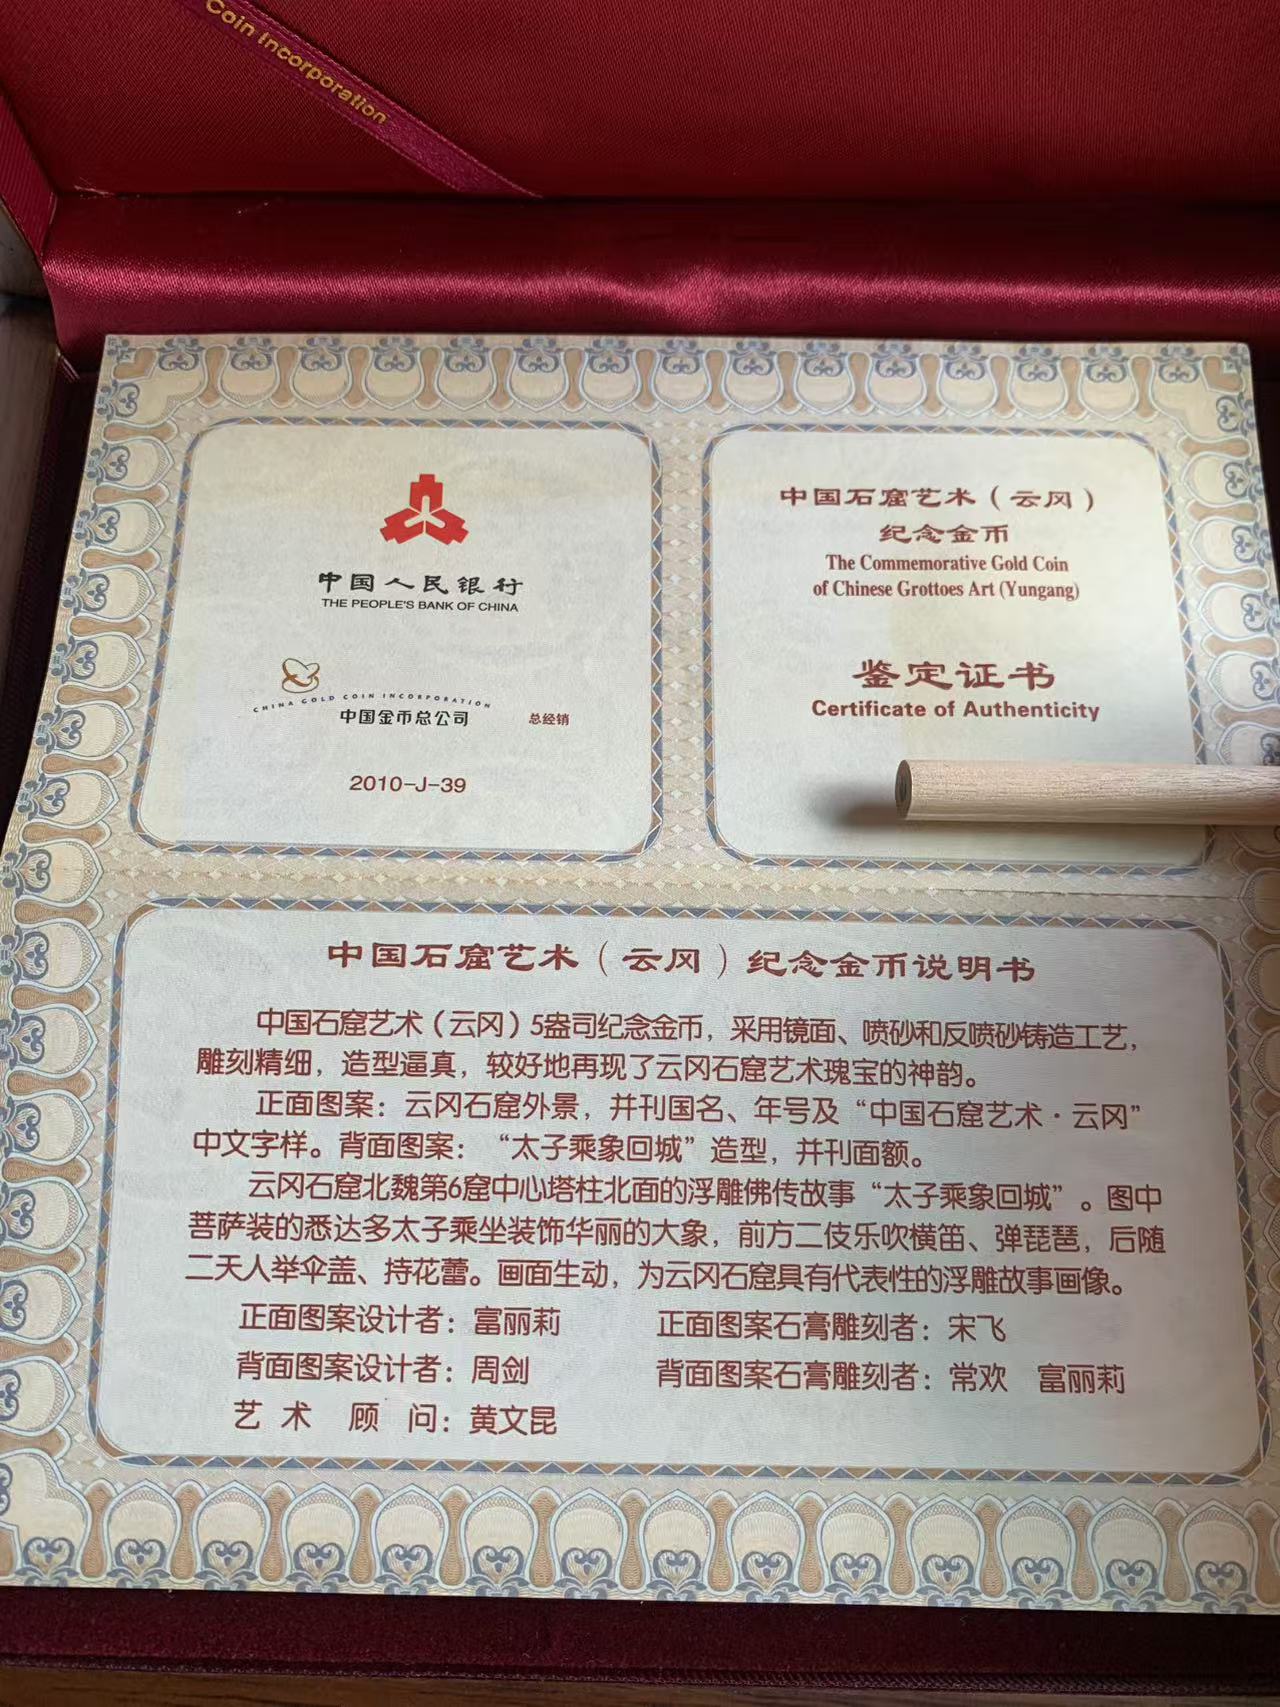 Coin Incorporation
中国人民银行
THE PEOPLE'S BANK OF CHINA
CHINA GOLD COIN INCORPORATION
中国金币总公司 总经销
2010-J-39
中国石窟艺术（云冈）
纪念金币
The Commemorative Gold Coin
of Chinese Grottoes Art (Yungang)
鉴定证书
Certificate of Authenticity
中国石窟艺术（云冈）纪念金币说明书
中国石窟艺术（云冈）5盎司纪念金币，采用镜面、喷砂和反喷砂铸造工艺，
雕刻精细，造型逼真，较好地再现了云冈石窟艺术瑰宝的神韵。
正面图案：云冈石窟外景，并刊国名、年号及“中国石窟艺术·云冈”
中文字样。背面图案：“太子乘象回城”造型，并刊面额。
云冈石窟北魏第6窟中心塔柱北面的浮雕佛传故事“太子乘象回城”。图中
菩萨装的悉达多太子乘坐装饰华丽的大象，前方二伎乐吹横笛、弹琵琶，后随
二天人举伞盖、持花蕾。画面生动，为云冈石窟具有代表性的浮雕故事画像。
正面图案设计者：富丽莉 正面图案石膏雕刻者：宋飞
背面图案设计者：周剑 背面图案石膏雕刻者：常欢 富丽莉
艺术顾问：黄文昆